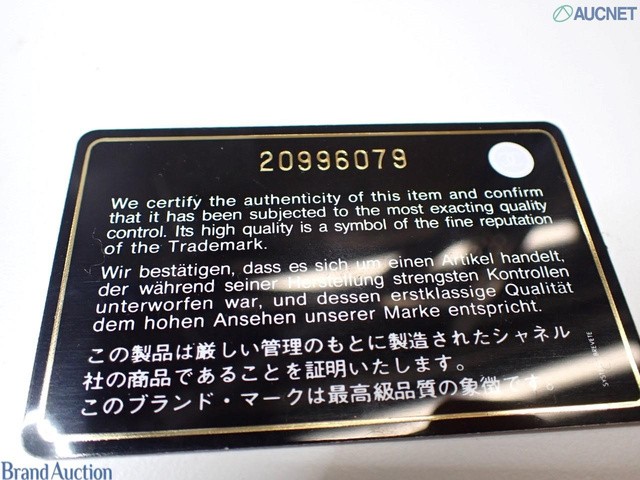 AUCNET
20996079
We certify the authenticity of this item and confirm
that it has been subjected to the most exacting quality
control. Its high quality is a symbol of the fine reputation
of the Trademark.
Wir bestätigen, dass es sich um einen Artikel handelt,
der während seiner Herstellung strengsten Kontrollen
unterworfen war, und dessen erstklassige Qualität
dem hohen Ansehen unserer Marke entspricht.
この製品は厳しい管理のもとに製造されたシャネル
社の商品であることを証明いたします。
このブランド・マークは最高級品質の象徴です。
BREVETE
Brand Auction